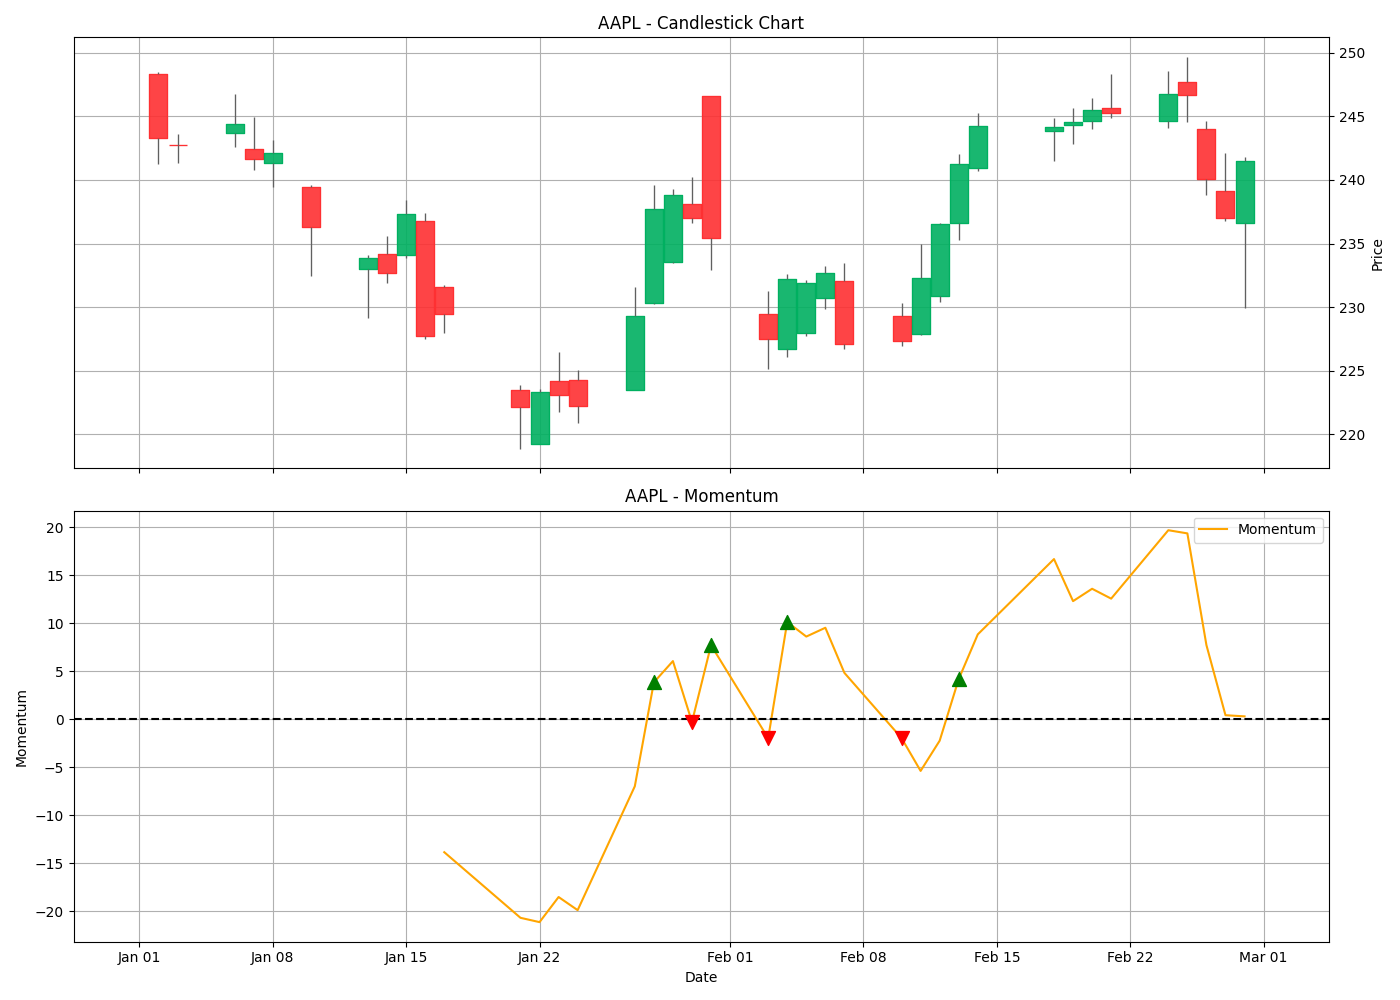 AAPL - Candlestick Chart
250
245
240
235
230
225
220
Price
AAPL - Momentum
Momentum
20
15
10
5
0
−5
−10
−15
−20
Momentum
Jan 01
Jan 08
Jan 15
Jan 22
Feb 01
Feb 08
Feb 15
Feb 22
Mar 01
Date